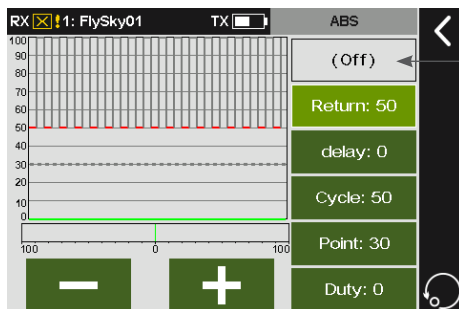 RX !1: FlySky01 TX ABS
100
90
80
70
60
50
40
30
20
10
0
100 0 100
(Off)
Return: 50
delay: 0
Cycle: 50
Point: 30
Duty: 0